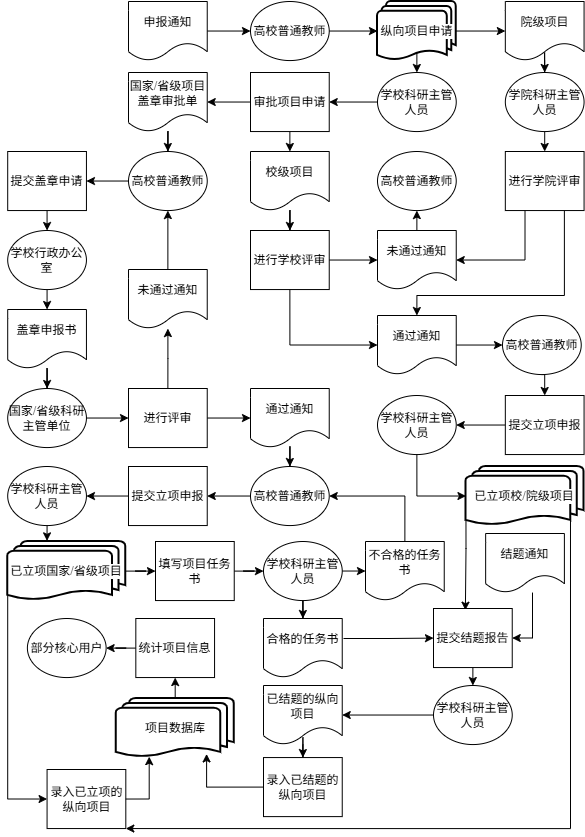 申报通知
高校普通教师
纵向项目申请
院级项目
国家/省级项目
盖章审批单
审批项目申请
学校科研主管
人员
学院科研主管
人员
提交盖章申请
高校普通教师
校级项目
高校普通教师
进行学院评审
学校行政办公
室
未通过通知
进行学校评审
未通过通知
盖章申报书
通过通知
高校普通教师
国家/省级科研
主管单位
进行评审
通过通知
学校科研主管
人员
提交立项申报
学校科研主管
人员
提交立项申报
高校普通教师
已立项校/院级项目
已立项国家/省级项目
填写项目任务
书
学校科研主管
人员
不合格的任务
书
结题通知
部分核心用户
统计项目信息
合格的任务书
提交结题报告
项目数据库
已结题的纵向
项目
学校科研主管
人员
录入已立项的
纵向项目
录入已结题的
纵向项目